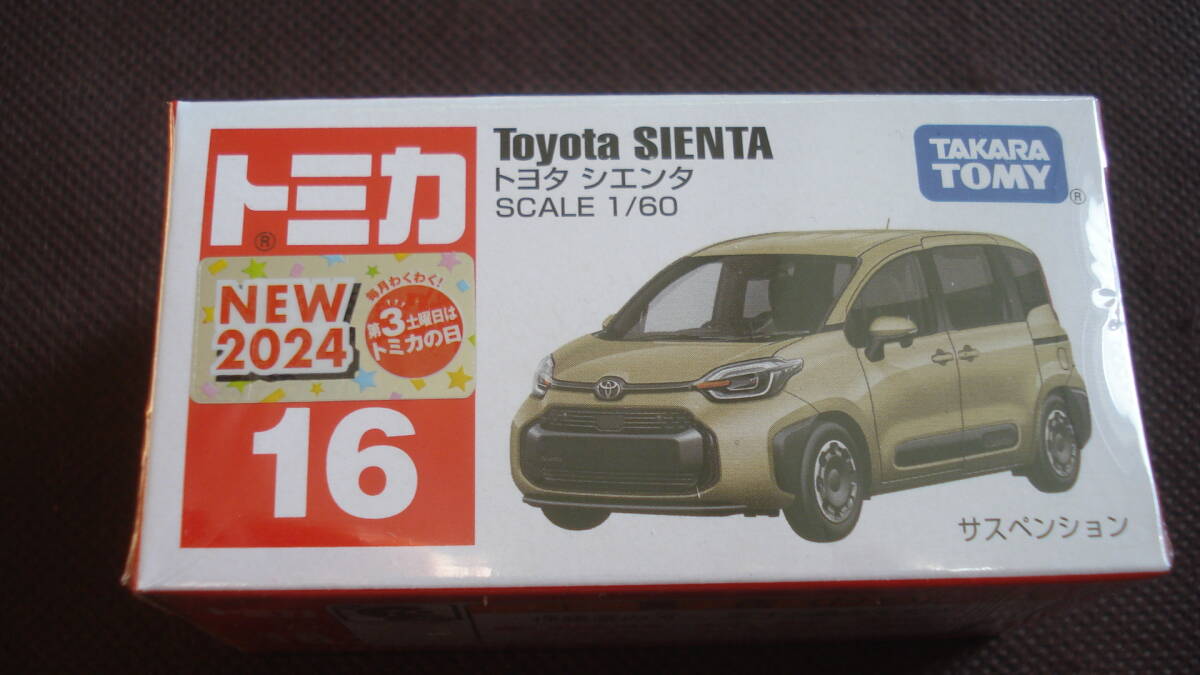 トミカ
®
NEW
2024
毎月わくわく!
第3土曜日は
トミカの日
16
Toyota SIENTA
トヨタ シエンタ
SCALE 1/60
TAKARA
TOMY
®
サスペンション